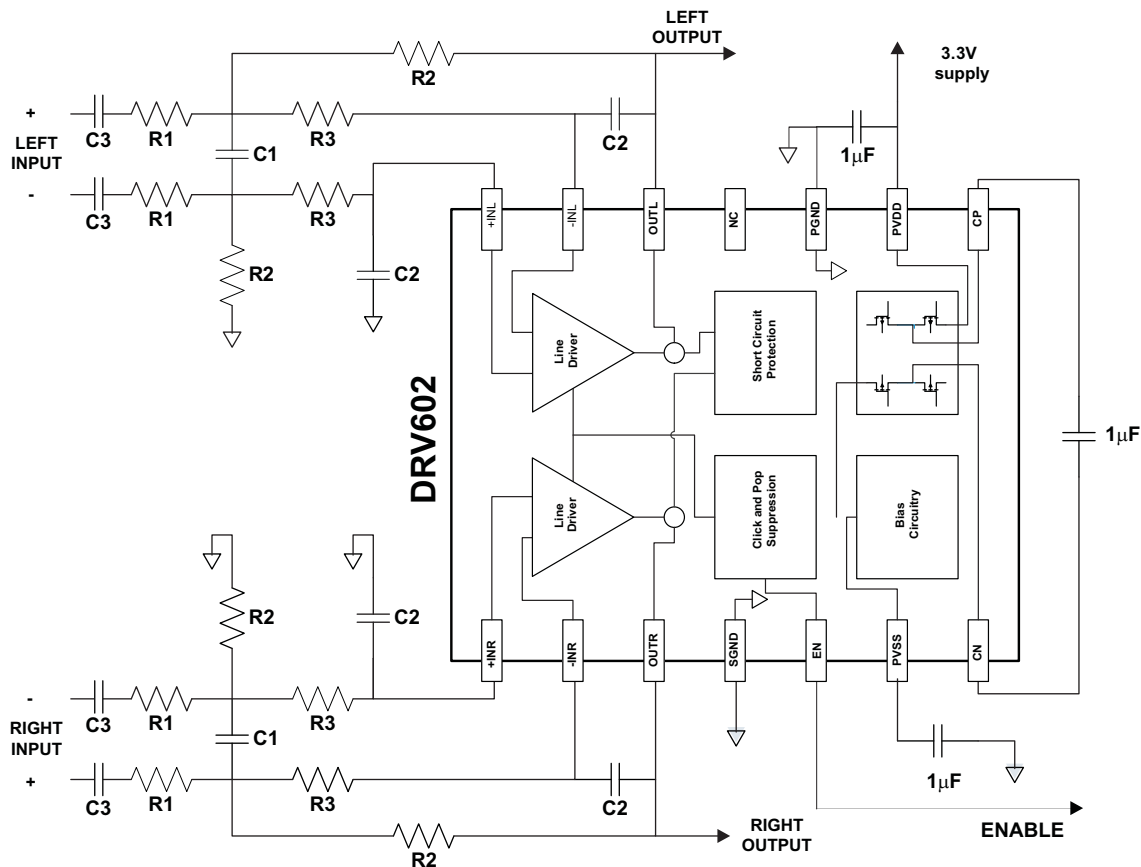 LEFT
OUTPUT
3.3V
supply
R2
+
LEFT
INPUT
-
C3
R1
R3
C2
1μF
C1
C3
R1
R3
R2
C2
+INL
-INL
OUTL
NC
PGND
PVDD
CP
DRV602
Line
Driver
Short Circuit
Protection
1μF
Line
Driver
Click and Pop
Suppression
Bias
Circuitry
R2
C2
+INR
-INR
OUTR
SGND
EN
PVSS
CN
-
RIGHT
INPUT
+
C3
R1
R3
C1
C3
R1
R3
C2
1μF
R2
RIGHT
OUTPUT
ENABLE